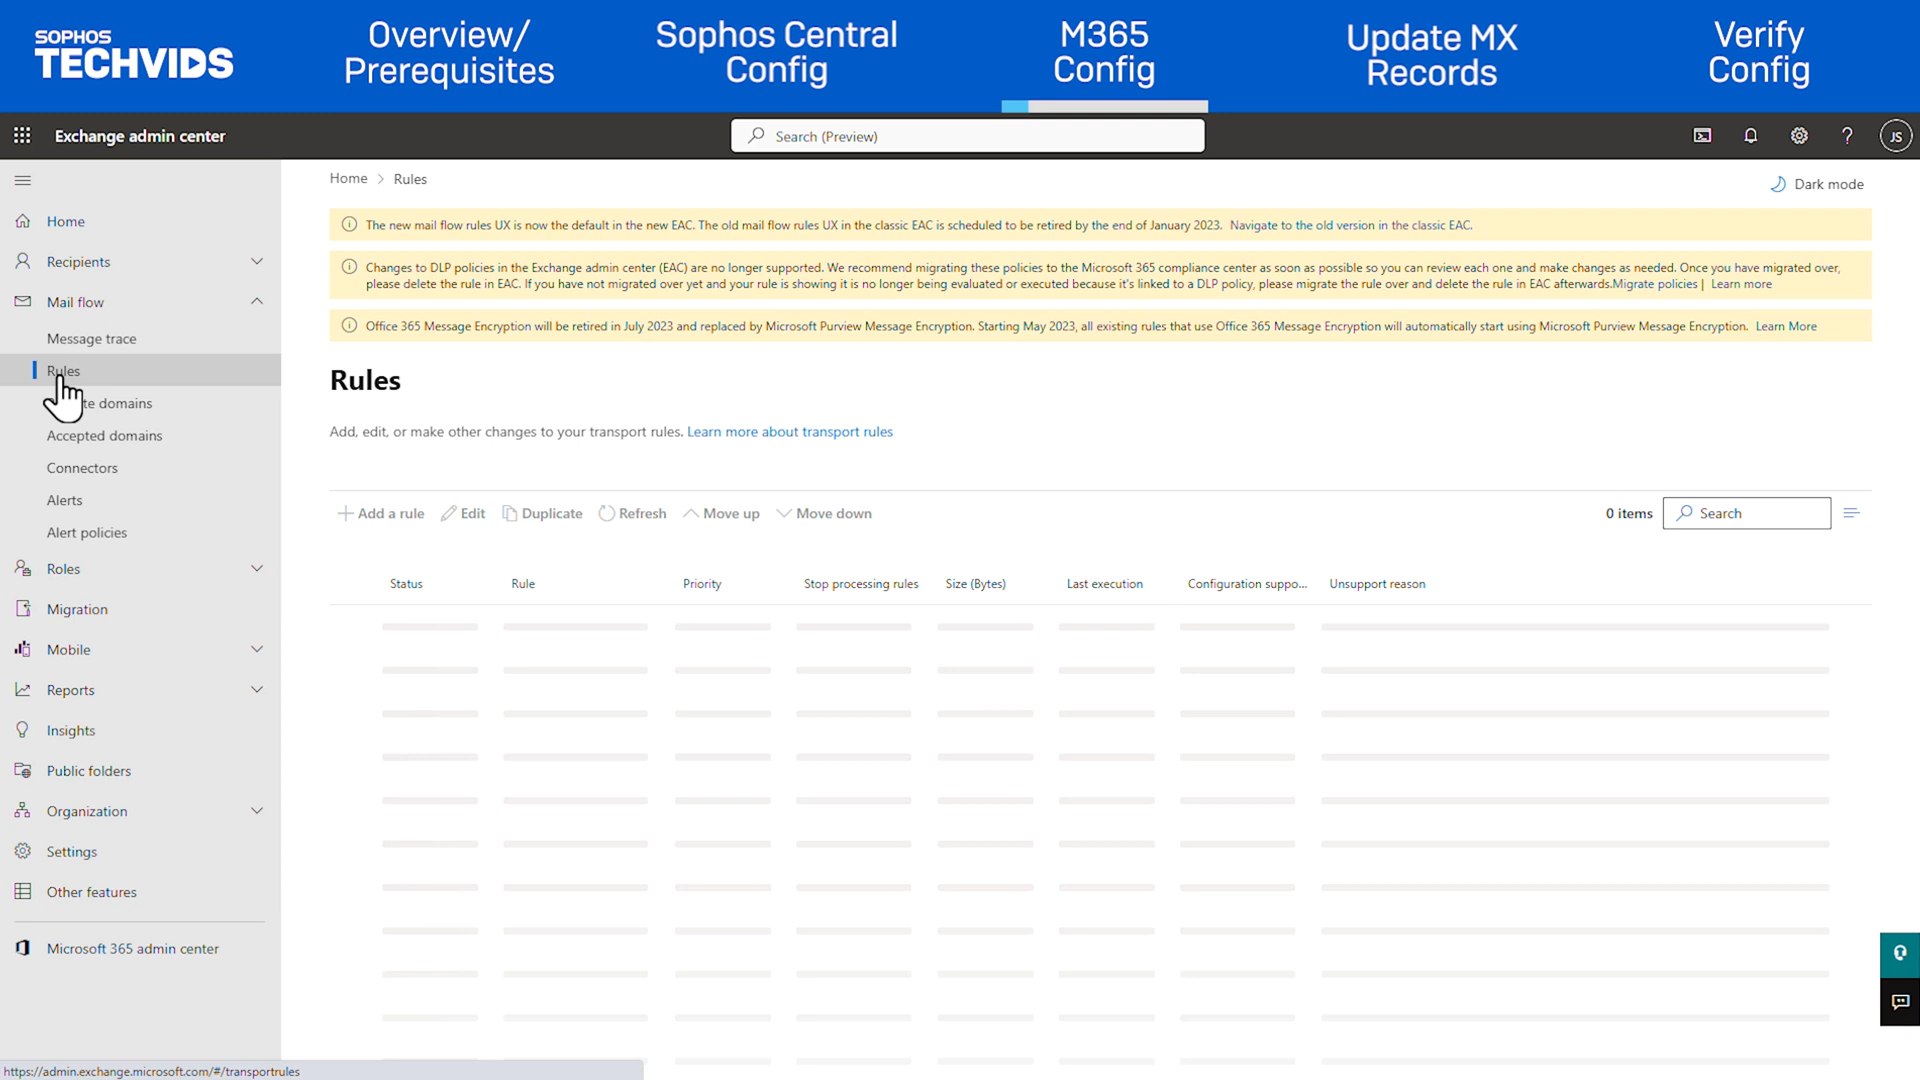 SOPHOS
TECHVIDS
Overview/
Prerequisites
Sophos Central
Config
M365
Config
Update MX
Records
Verify
Config
Exchange admin center
Search (Preview)
?
JS
Home > Rules
Dark mode
Home
Recipients
Mail flow
Message trace
Rules
te domains
Accepted domains
Connectors
Alerts
Alert policies
Roles
Migration
Mobile
Reports
Insights
Public folders
Organization
Settings
Other features
Microsoft 365 admin center
The new mail flow rules UX is now the default in the new EAC. The old mail flow rules UX in the classic EAC is scheduled to be retired by the end of January 2023. Navigate to the old version in the classic EAC.
Changes to DLP policies in the Exchange admin center (EAC) are no longer supported. We recommend migrating these policies to the Microsoft 365 compliance center as soon as possible so you can review each one and make changes as needed. Once you have migrated over,
please delete the rule in EAC. If you have not migrated over yet and your rule is showing it is no longer being evaluated or executed because it's linked to a DLP policy, please migrate the rule over and delete the rule in EAC afterwards.Migrate policies | Learn more
Office 365 Message Encryption will be retired in July 2023 and replaced by Microsoft Purview Message Encryption. Starting May 2023, all existing rules that use Office 365 Message Encryption will automatically start using Microsoft Purview Message Encryption. Learn More
Rules
Add, edit, or make other changes to your transport rules. Learn more about transport rules
Add a rule Edit Duplicate Refresh Move up Move down 0 items Search
Status Rule Priority Stop processing rules Size (Bytes) Last execution Configuration suppo... Unsupport reason
https://admin.exchange.microsoft.com/#/transportrules